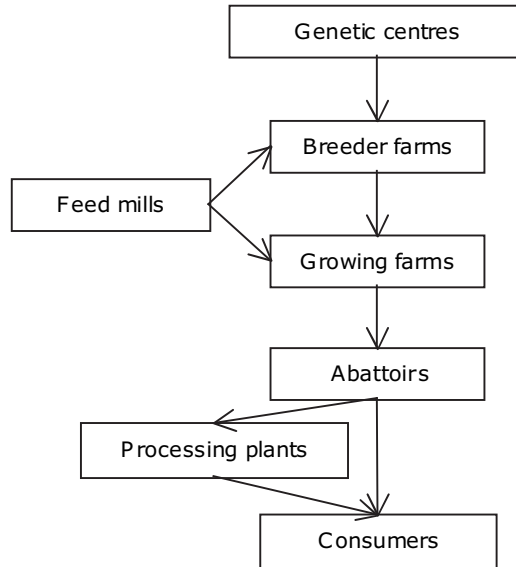 Genetic centres
Breeder farms
Feed mills
Growing farms
Abattoirs
Processing plants
Consumers